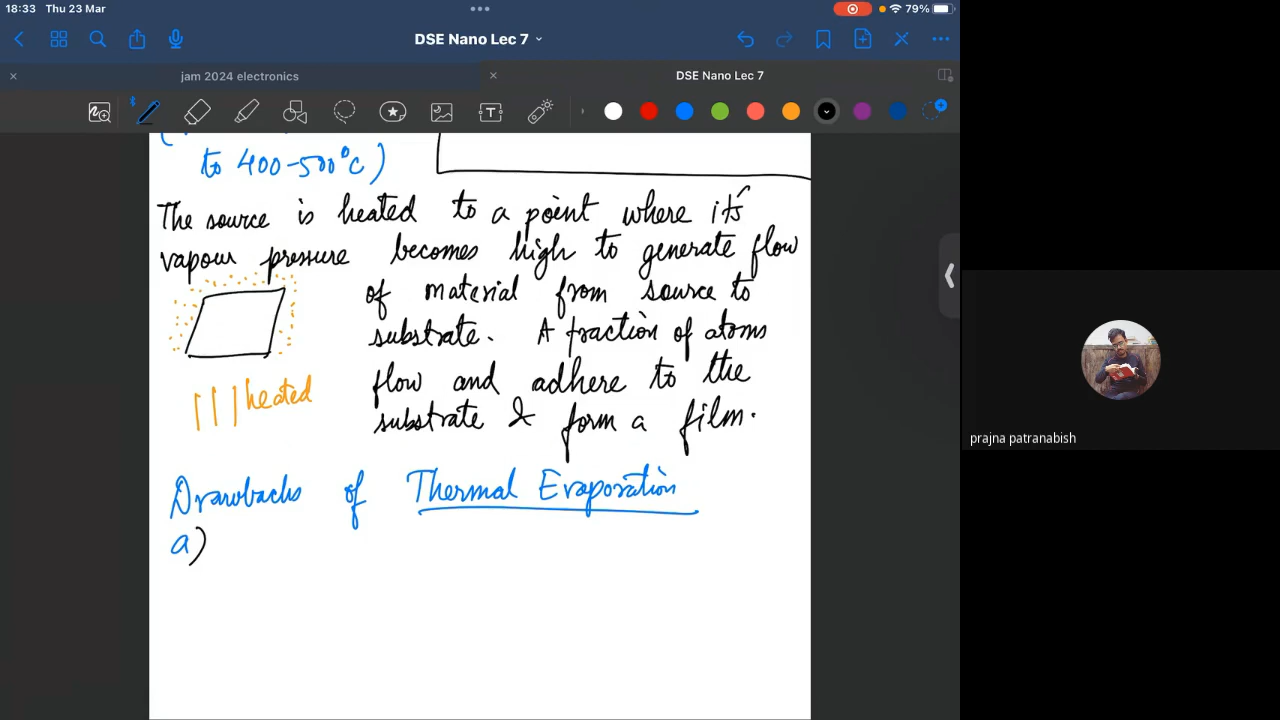 18:33 Thu 23 Mar
79%
DSE Nano Lec 7
jam 2024 electronics
DSE Nano Lec 7
to 400-500°C)
The source is heated to a point where it's
vapour pressure becomes high to generate flow
of material from source to
substrate. A fraction of atoms
flow and adhere to the
substrate & form a film.
heated
Drawbacks of Thermal Evaporation
a)
prajna patranabish